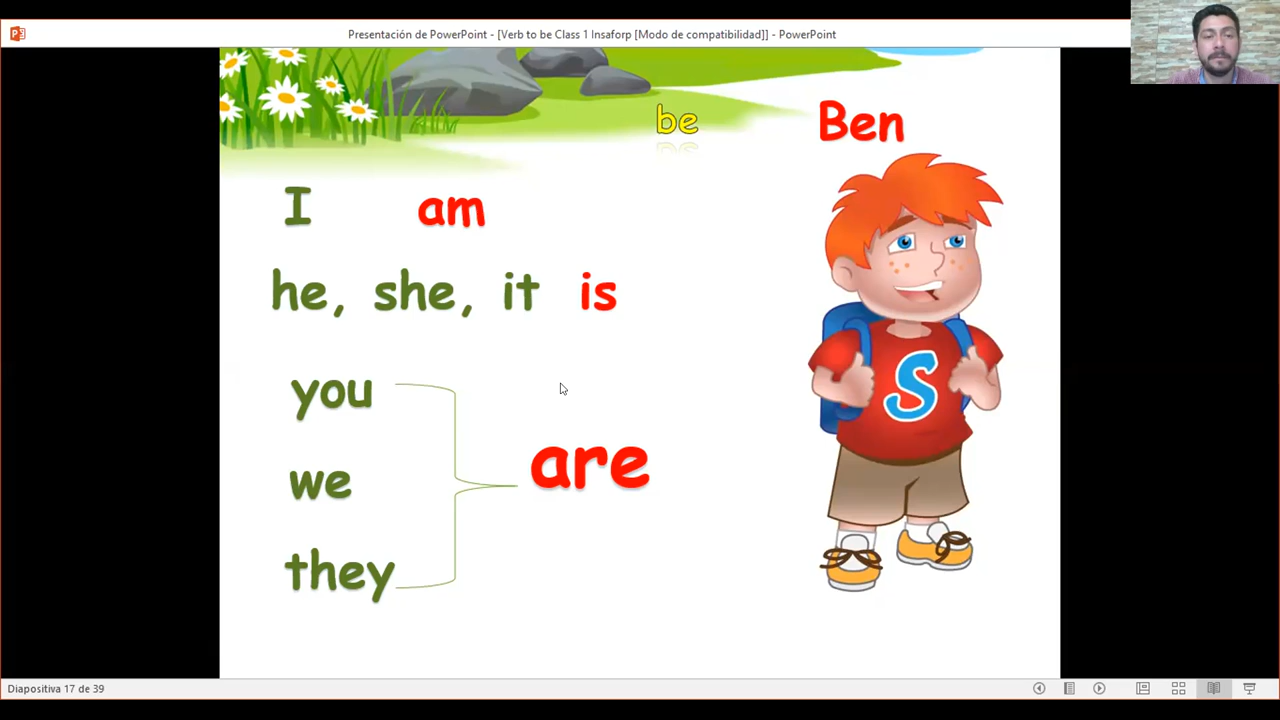 Presentación de PowerPoint - [Verb to be Class 1 Insaforp [Modo de compatibilidad]] - PowerPoint
be
Ben
I am
he, she, it is
you
are
we
they
S
Diapositiva 17 de 39